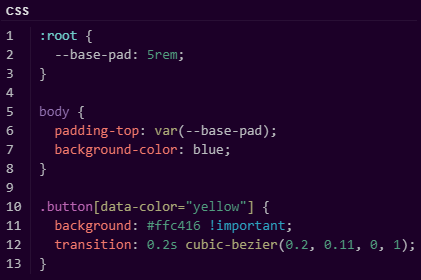 CSS
1 :root {
2   --base-pad: 5rem;
3 }
4
5 body {
6   padding-top: var(--base-pad);
7   background-color: blue;
8 }
9
10 .button[data-color="yellow"] {
11   background: #ffc416 !important;
12   transition: 0.2s cubic-bezier(0.2, 0.11, 0, 1);
13 }